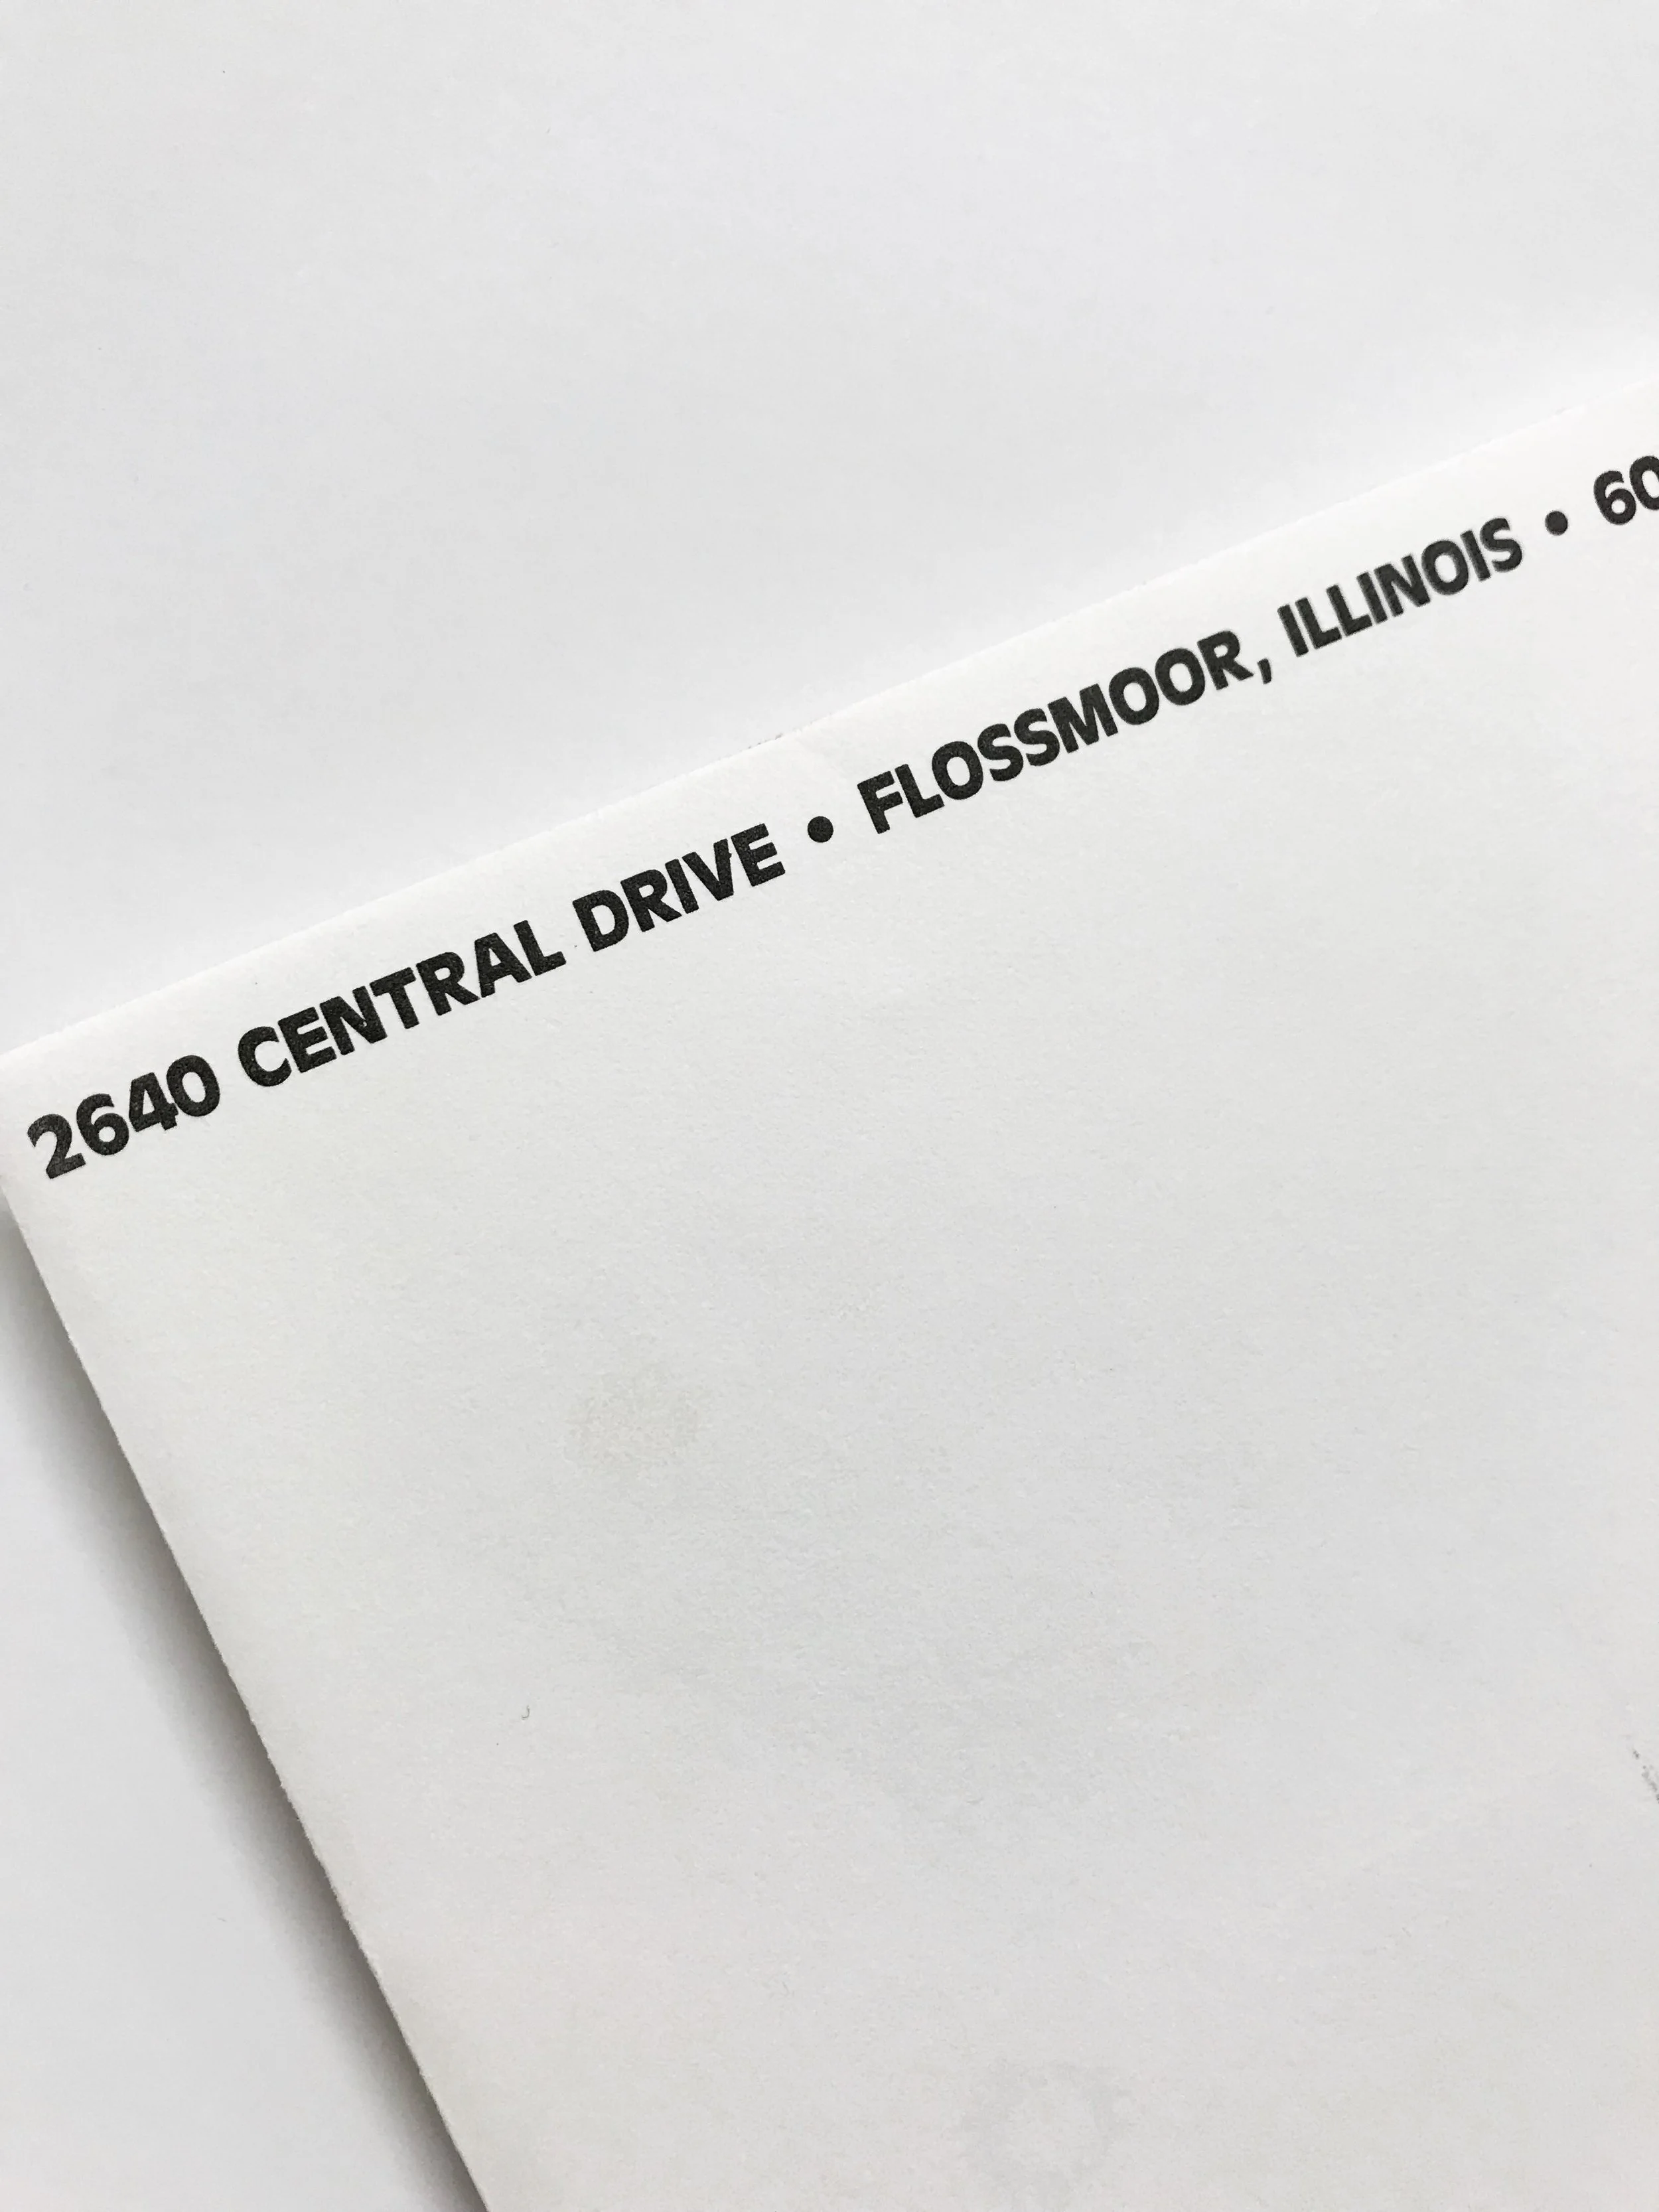 2640 CENTRAL DRIVE • FLOSSMOOR, ILLINOIS • 60